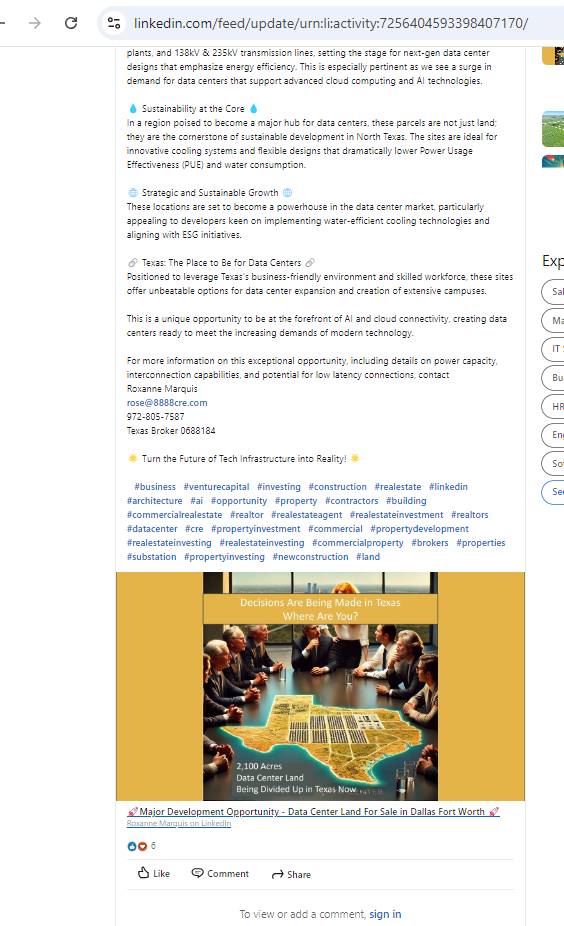 linkedin.com/feed/update/urn:li:activity:7256404593398407170/
plants, and 138kV & 235kV transmission lines, setting the stage for next-gen data center
designs that emphasize energy efficiency. This is especially pertinent as we see a surge in
demand for data centers that support advanced cloud computing and AI technologies.
💧 Sustainability at the Core 💧
In a region poised to become a major hub for data centers, these parcels are not just land;
they are the cornerstone of sustainable development in North Texas. The sites are ideal for
innovative cooling systems and flexible designs that dramatically lower Power Usage
Effectiveness (PUE) and water consumption.
🌐 Strategic and Sustainable Growth 🌐
These locations are set to become a powerhouse in the data center market, particularly
appealing to developers keen on implementing water-efficient cooling technologies and
aligning with ESG initiatives.
🔗 Texas: The Place to Be for Data Centers 🔗
Positioned to leverage Texas's business-friendly environment and skilled workforce, these sites
offer unbeatable options for data center expansion and creation of extensive campuses.
This is a unique opportunity to be at the forefront of AI and cloud connectivity, creating data
centers ready to meet the increasing demands of modern technology.
For more information on this exceptional opportunity, including details on power capacity,
interconnection capabilities, and potential for low latency connections, contact
Roxanne Marquis
rose@8888cre.com
972-805-7587
Texas Broker 0688184
🌟 Turn the Future of Tech Infrastructure into Reality! 🌟
#business #venturecapital #investing #construction #realestate #linkedin
#architecture #ai #opportunity #property #contractors #building
#commercialrealestate #realtor #realestateagent #realestateinvestment #realtors
#datacenter #cre #propertyinvestment #commercial #propertydevelopment
#realestateinvesting #realestateinvesting #commercialproperty #brokers #properties
#substation #propertyinvesting #newconstruction #land
Decisions Are Being Made in Texas
Where Are You?
2,100 Acres
Data Center Land
Being Divided Up in Texas Now
🚀Major Development Opportunity - Data Center Land For Sale in Dallas Fort Worth 🚀
Roxanne Marquis on LinkedIn
6
Like Comment Share
To view or add a comment, sign in
Exp
Sal
Ma
IT S
Bu
HR
Eng
So
See